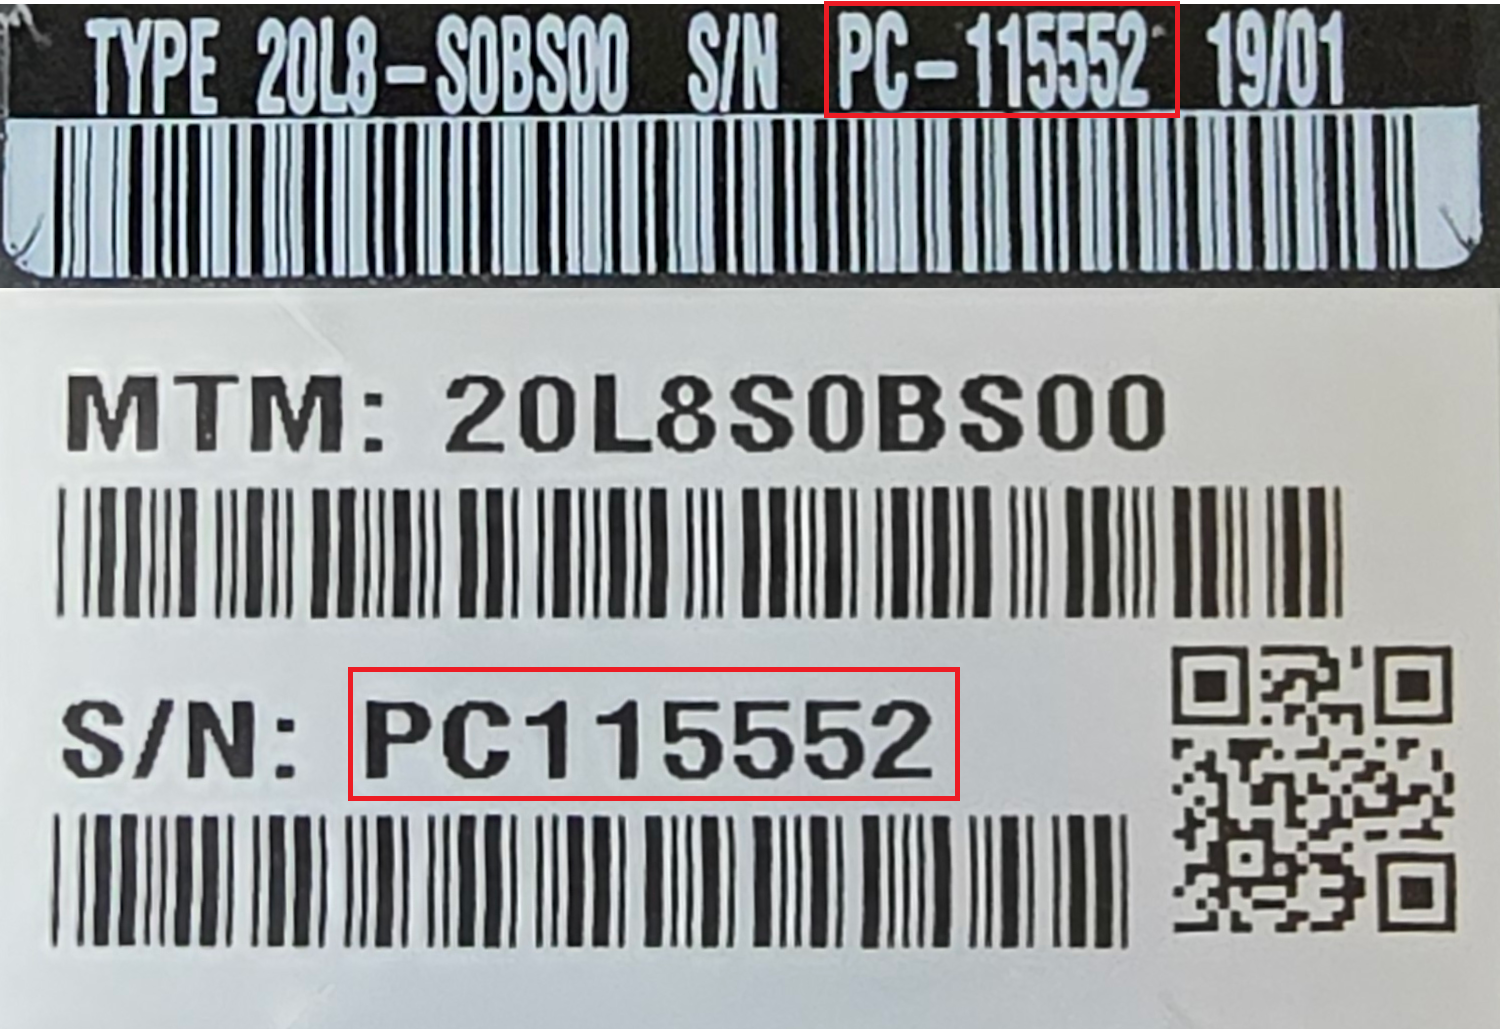 TYPE 20L8-S0BS00 S/N PC-115552 19/01
MTM: 20L8S0BS00
S/N: PC115552